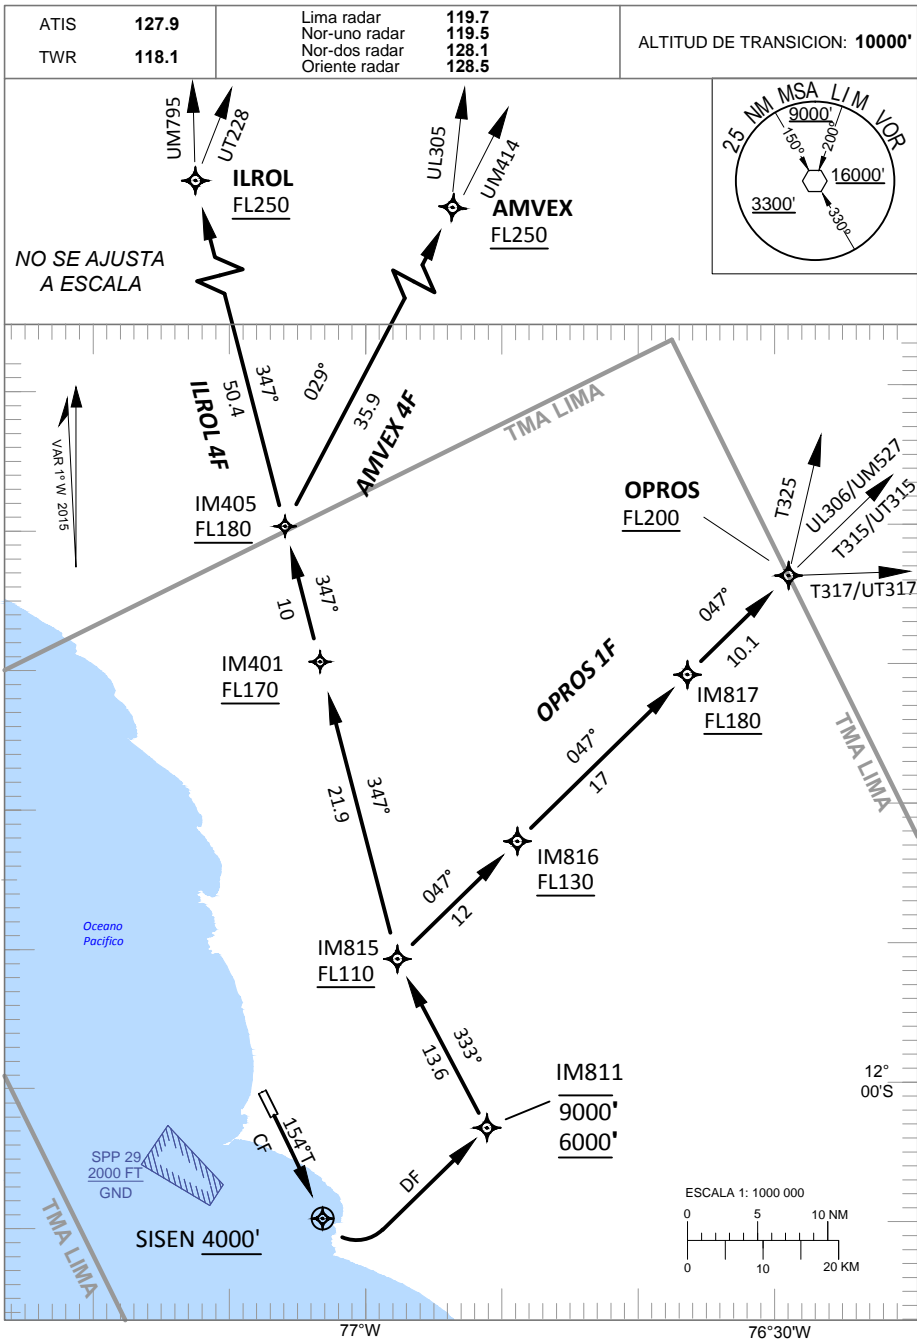 ATIS 127.9
TWR 118.1
Lima radar 119.7
Nor-uno radar 119.5
Nor-dos radar 128.1
Oriente radar 128.5
ALTITUD DE TRANSICION: 10000'
25 NM MSA LIM VOR
9000'
150°
200°
16000'
3300'
330°
UM795
UT228
ILROL
FL250
UL305
UM414
AMVEX
FL250
NO SE AJUSTA
A ESCALA
347°
50.4
ILROL 4F
029°
35.9
AMVEX 4F
TMA LIMA
VAR 1° W 2015
IM405
FL180
OPROS
FL200
T325
UL306/UM527
T315/UT315
T317/UT317
347°
10
047°
10.1
IM401
FL170
OPROS 1F
IM817
FL180
TMA LIMA
047°
17
347°
21.9
IM816
FL130
047°
12
Oceano
Pacifico
IM815
FL110
333°
13.6
IM811
9000'
6000'
12°
00'S
154°T
CF
SPP 29
2000 FT
GND
DF
TMA LIMA
SISEN 4000'
ESCALA 1: 1000 000
0 5 10 NM
0 10 20 KM
77°W
76°30'W